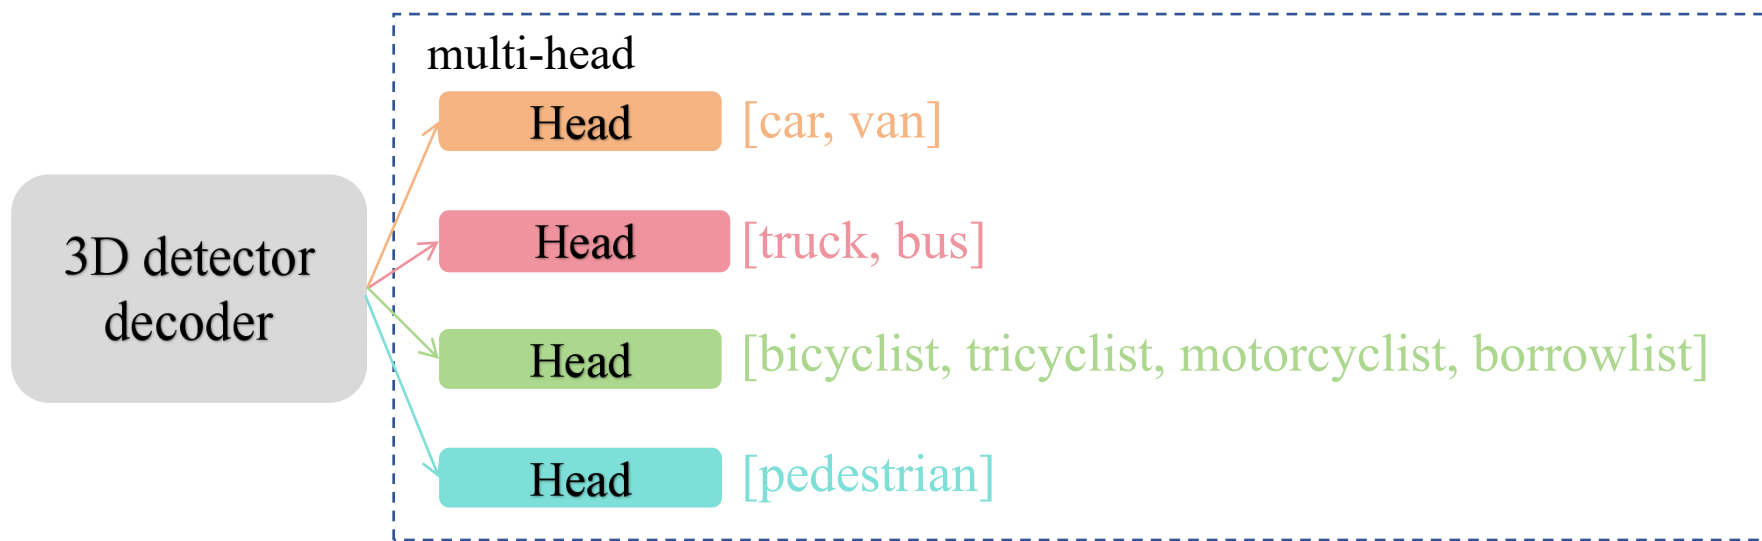 multi-head
Head [car, van]
3D detector
decoder
Head [truck, bus]
Head [bicyclist, tricyclist, motorcyclist, borrowlist]
Head [pedestrian]